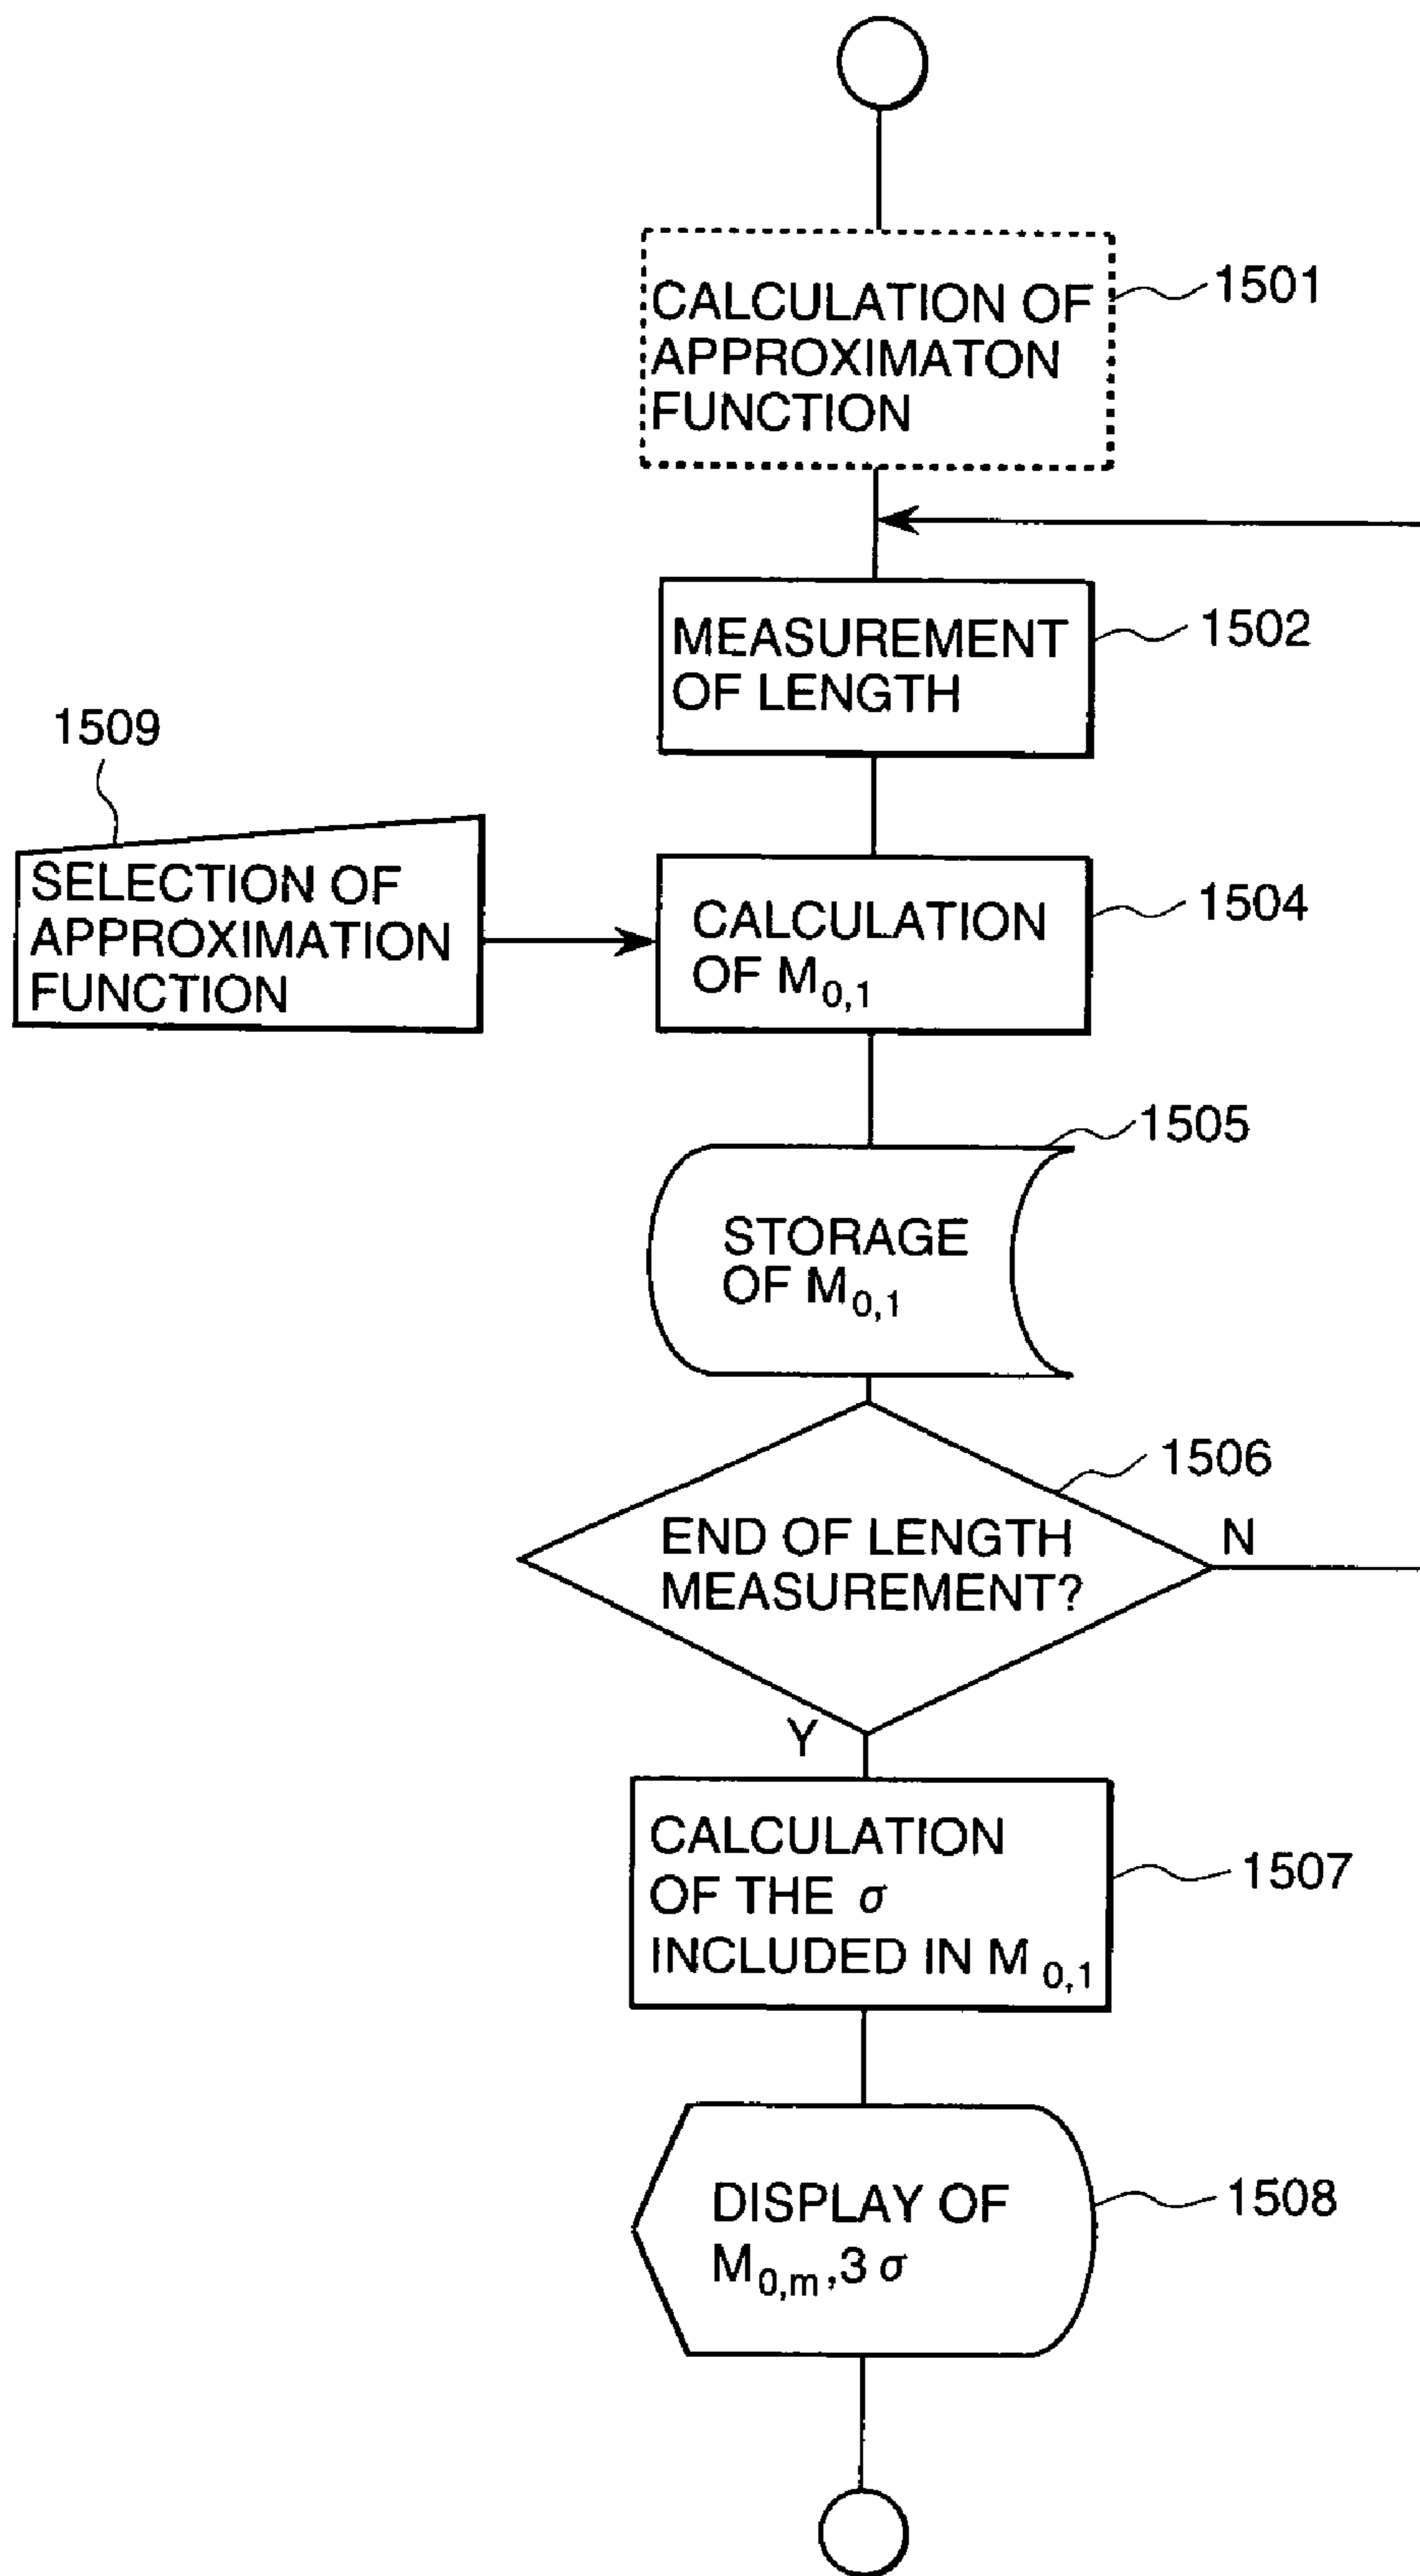 CALCULATION OF
APPROXIMATON
FUNCTION
1501
MEASUREMENT
OF LENGTH
1502
1509
SELECTION OF
APPROXIMATION
FUNCTION
CALCULATION
OF M0,1
1504
1505
STORAGE
OF M0,1
1506
END OF LENGTH
MEASUREMENT?
N
Y
CALCULATION
OF THE σ
INCLUDED IN M0,1
1507
DISPLAY OF
M0,m,3σ
1508